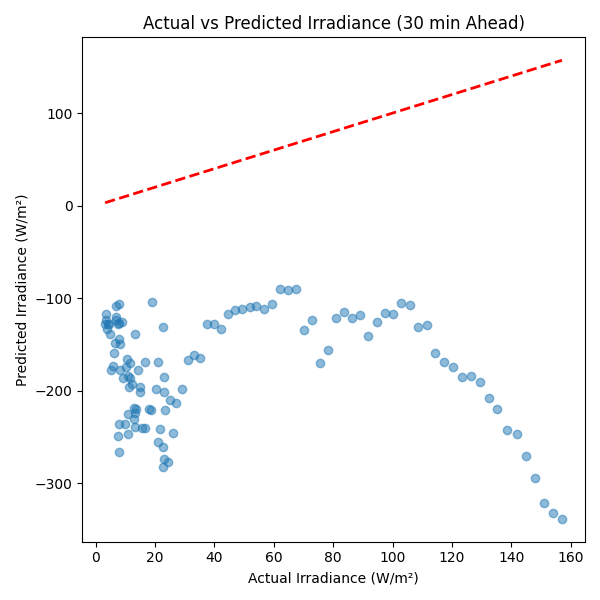 Actual vs Predicted Irradiance (30 min Ahead)
Predicted Irradiance (W/m²)
100
0
−100
−200
−300
0 20 40 60 80 100 120 140 160
Actual Irradiance (W/m²)